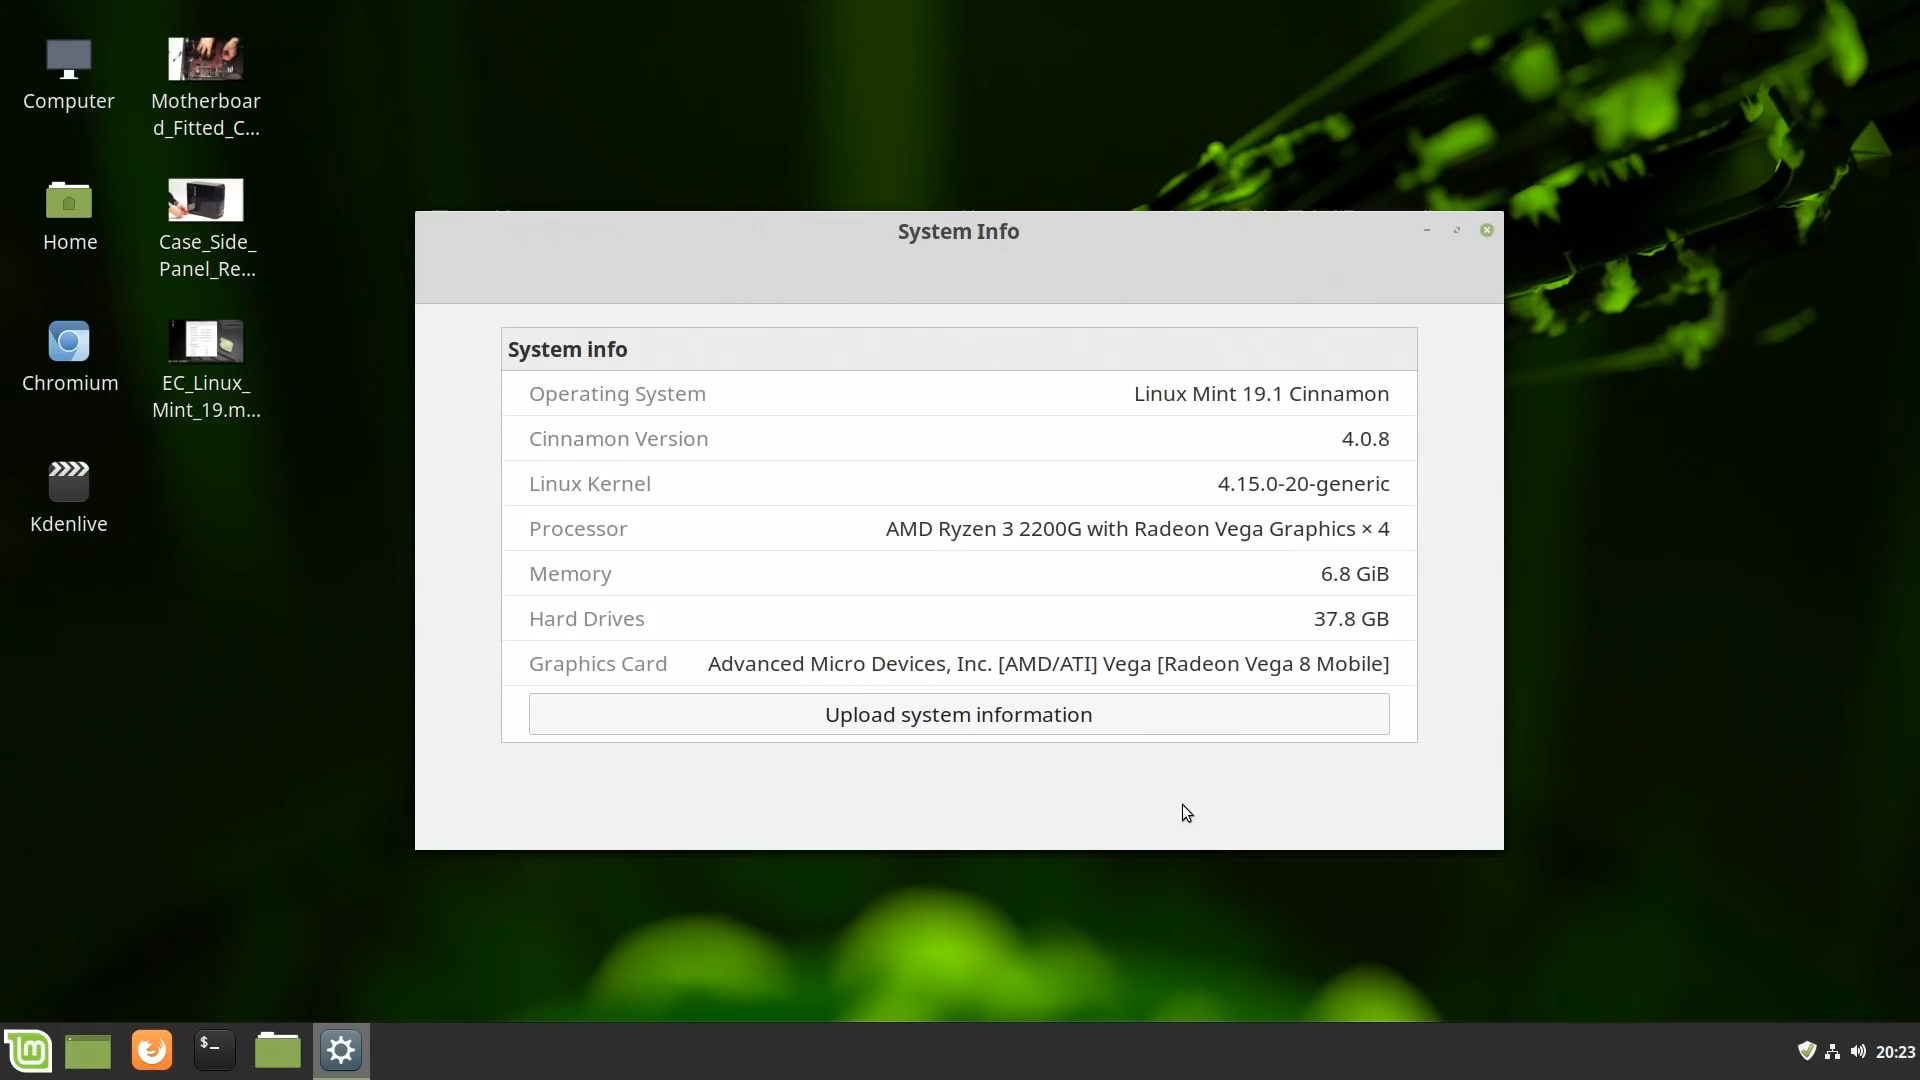 Computer
Motherboar
d_Fitted_C...
Home
Case_Side_
Panel_Re...
Chromium
EC_Linux_
Mint_19.m...
Kdenlive
System Info
System info
Operating System Linux Mint 19.1 Cinnamon
Cinnamon Version 4.0.8
Linux Kernel 4.15.0-20-generic
Processor AMD Ryzen 3 2200G with Radeon Vega Graphics × 4
Memory 6.8 GiB
Hard Drives 37.8 GB
Graphics Card Advanced Micro Devices, Inc. [AMD/ATI] Vega [Radeon Vega 8 Mobile]
Upload system information
lm
$_
20:23